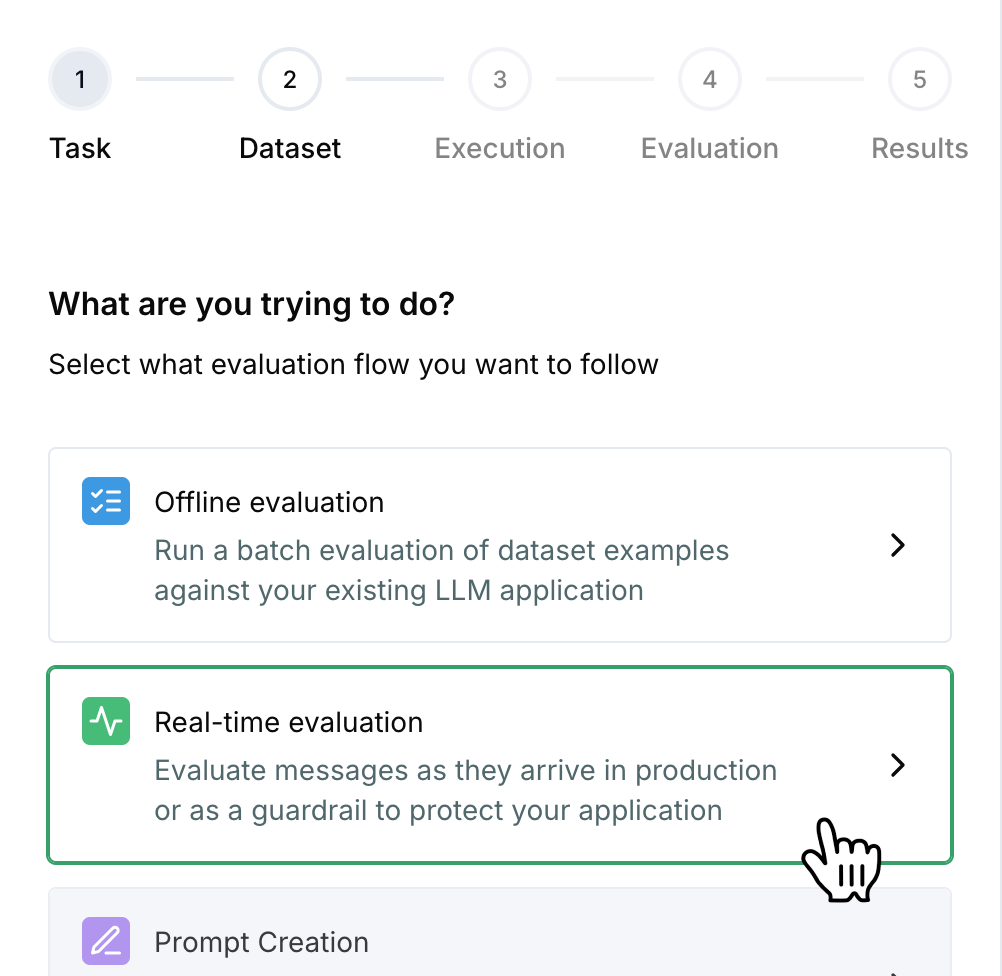 1
2
3
4
5
Task
Dataset
Execution
Evaluation
Results
What are you trying to do?
Select what evaluation flow you want to follow
Offline evaluation
Run a batch evaluation of dataset examples
against your existing LLM application
Real-time evaluation
Evaluate messages as they arrive in production
or as a guardrail to protect your application
Prompt Creation